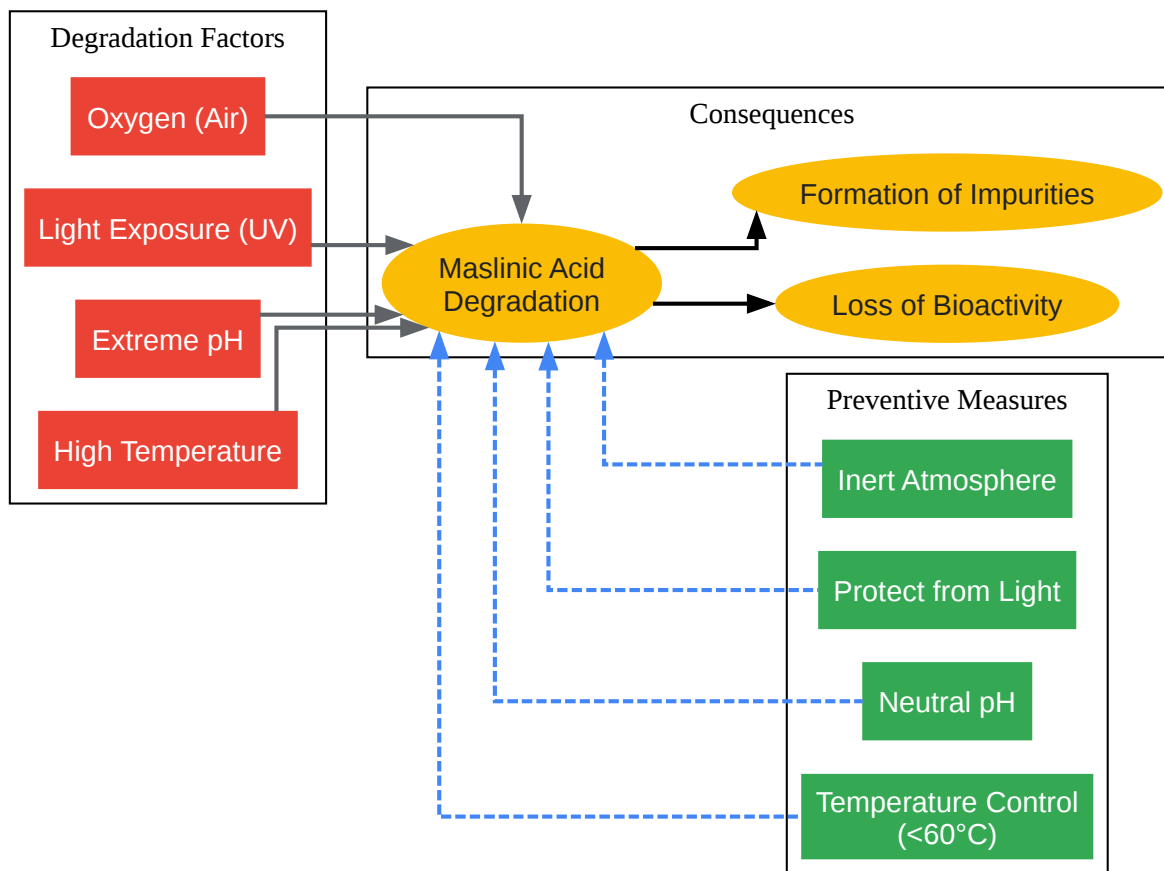 Degradation Factors
Oxygen (Air)
Light Exposure (UV)
Extreme pH
High Temperature
Consequences
Maslinic Acid
Degradation
Formation of Impurities
Loss of Bioactivity
Preventive Measures
Inert Atmosphere
Protect from Light
Neutral pH
Temperature Control
(<60°C)